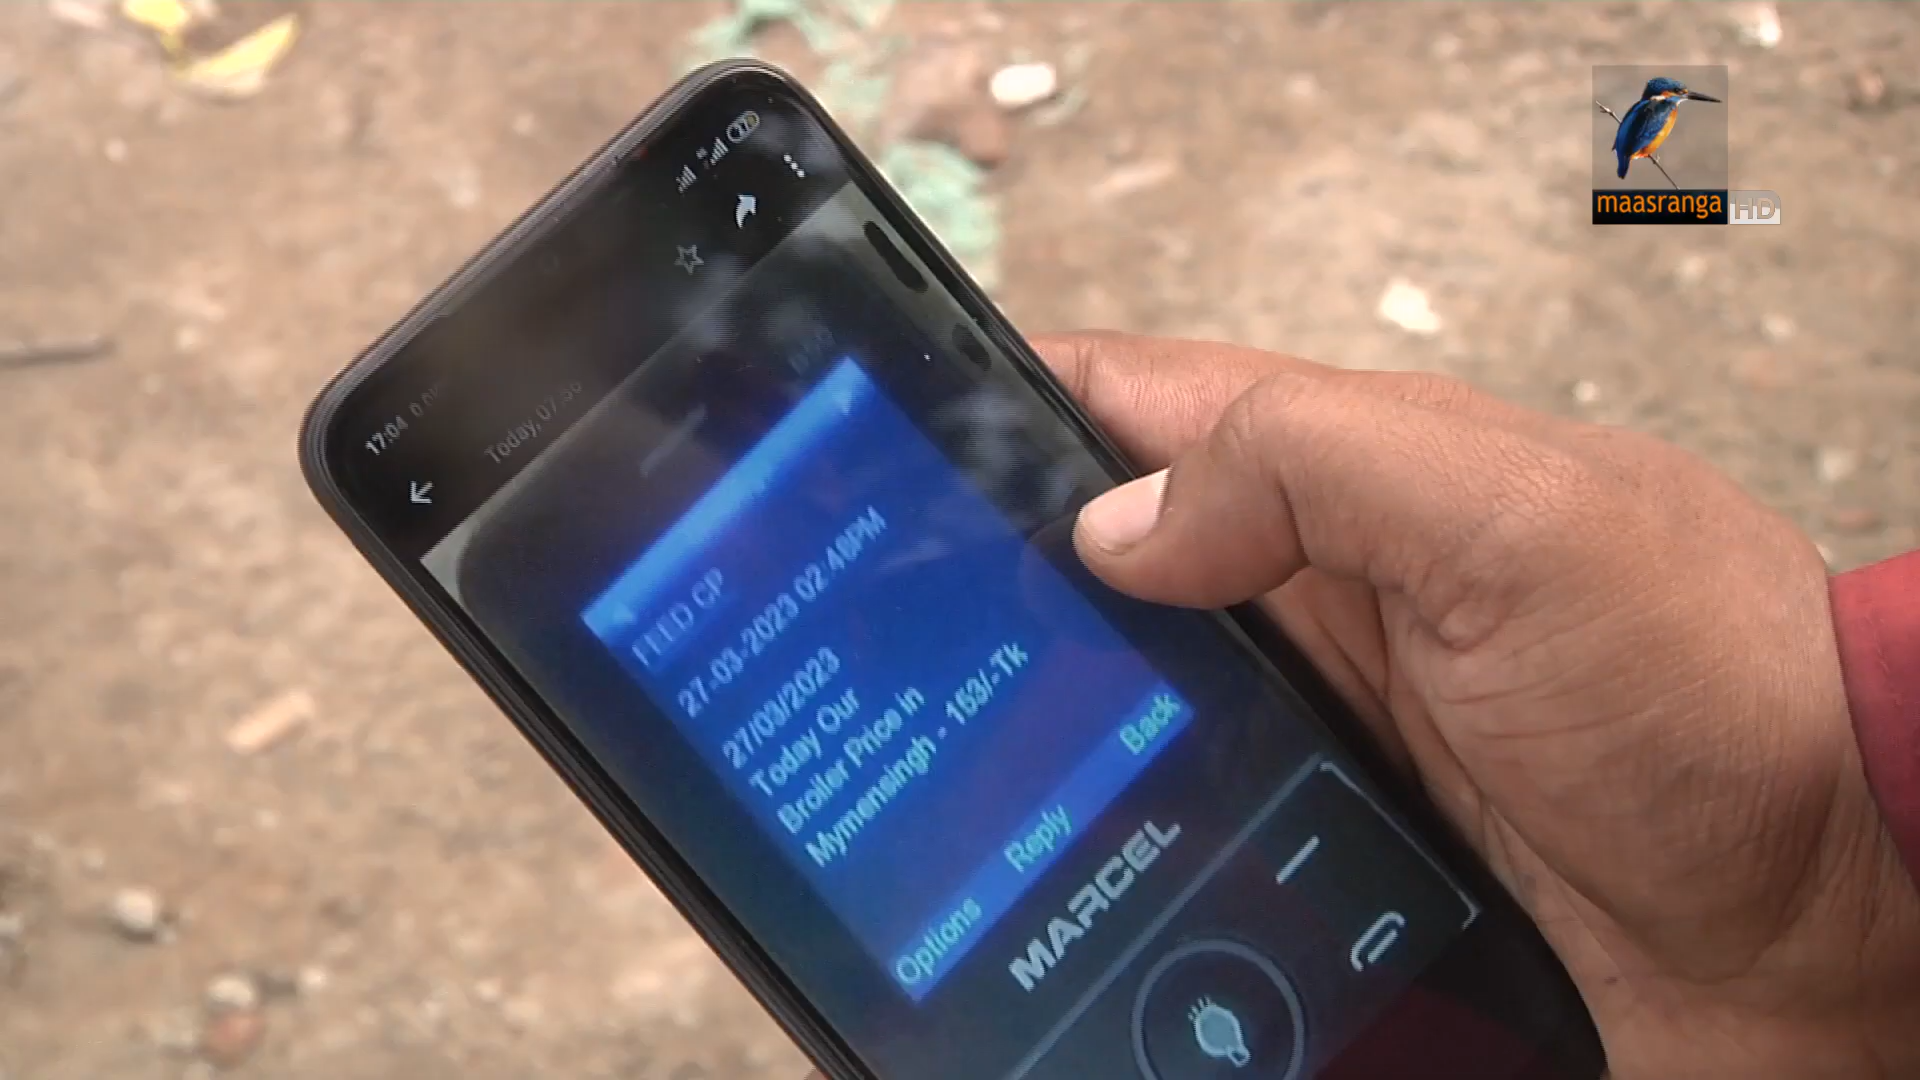 maasranga HD
17:04
Today, 07:56
FEED CP
27-03-2023 02:46PM
27/03/2023
Today Our
Broiler Price in
Mymensingh - 153/-Tk
Options Reply Back
MARCEL